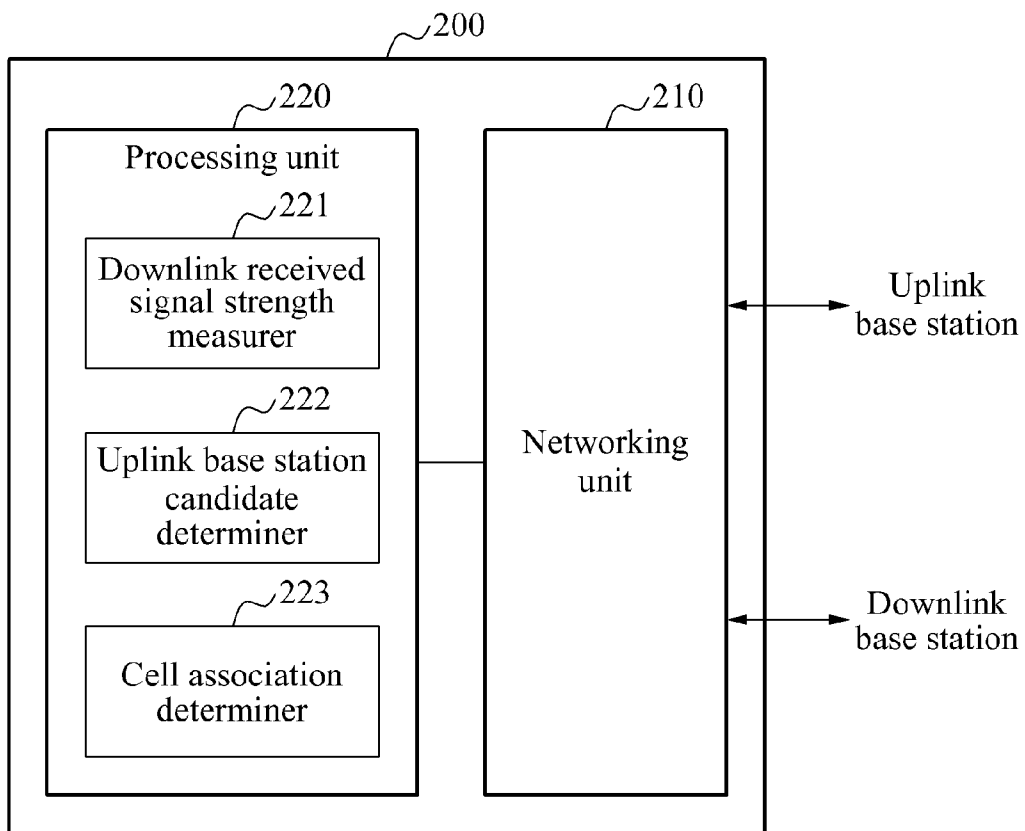 200
220
210
Processing unit
221
Downlink received
signal strength
measurer
222
Uplink base station
candidate
determiner
223
Cell association
determiner
Networking
unit
Uplink
base station
Downlink
base station